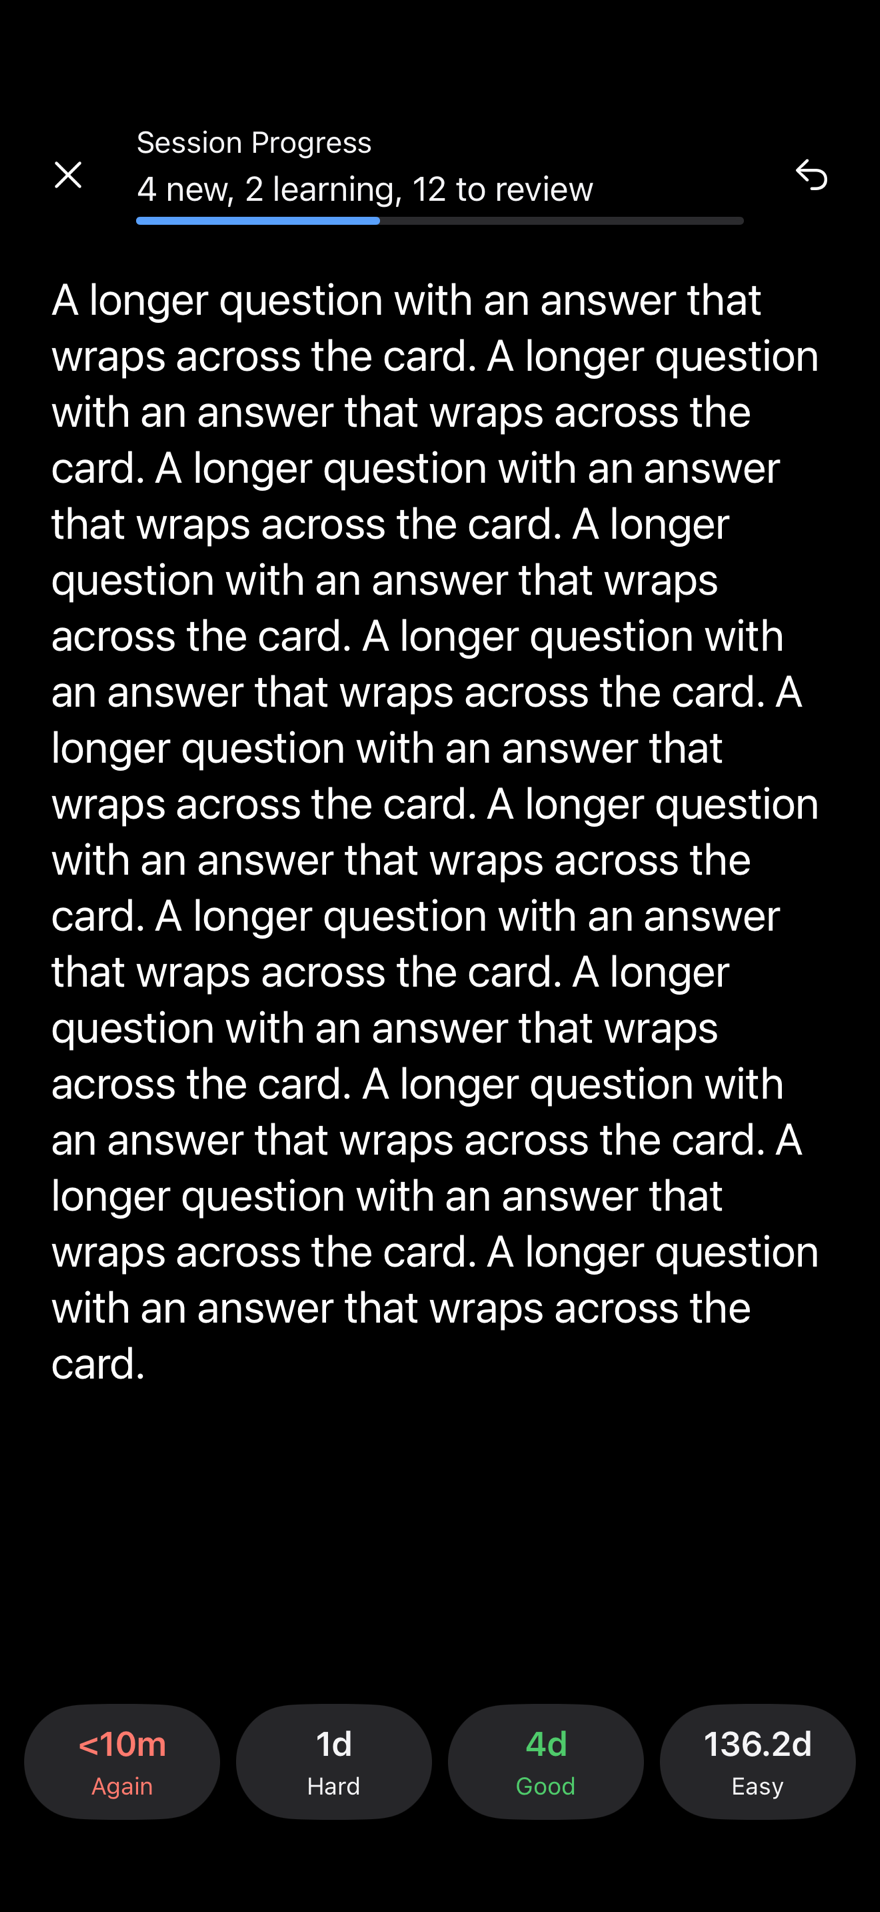 Session Progress
4 new, 2 learning, 12 to review
A longer question with an answer that
wraps across the card. A longer question
with an answer that wraps across the
card. A longer question with an answer
that wraps across the card. A longer
question with an answer that wraps
across the card. A longer question with
an answer that wraps across the card. A
longer question with an answer that
wraps across the card. A longer question
with an answer that wraps across the
card. A longer question with an answer
that wraps across the card. A longer
question with an answer that wraps
across the card. A longer question with
an answer that wraps across the card. A
longer question with an answer that
wraps across the card. A longer question
with an answer that wraps across the
card.
<10m
Again
1d
Hard
4d
Good
136.2d
Easy